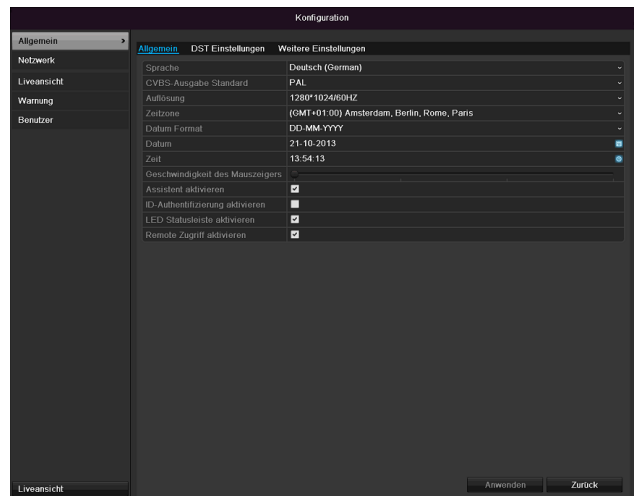 Konfiguration
Allgemein
Netzwerk
Liveansicht
Warnung
Benutzer
Allgemein DST Einstellungen Weitere Einstellungen
Sprache Deutsch (German)
CVBS-Ausgabe Standard PAL
Auflösung 1280*1024/60HZ
Zeitzone (GMT+01:00) Amsterdam, Berlin, Rome, Paris
Datum Format DD-MM-YYYY
Datum 21-10-2013
Zeit 13:54:13
Geschwindigkeit des Mauszeigers
Assistent aktivieren
ID-Authentifizierung aktivieren
LED Statusleiste aktivieren
Remote Zugriff aktivieren
Liveansicht
Anwenden Zurück